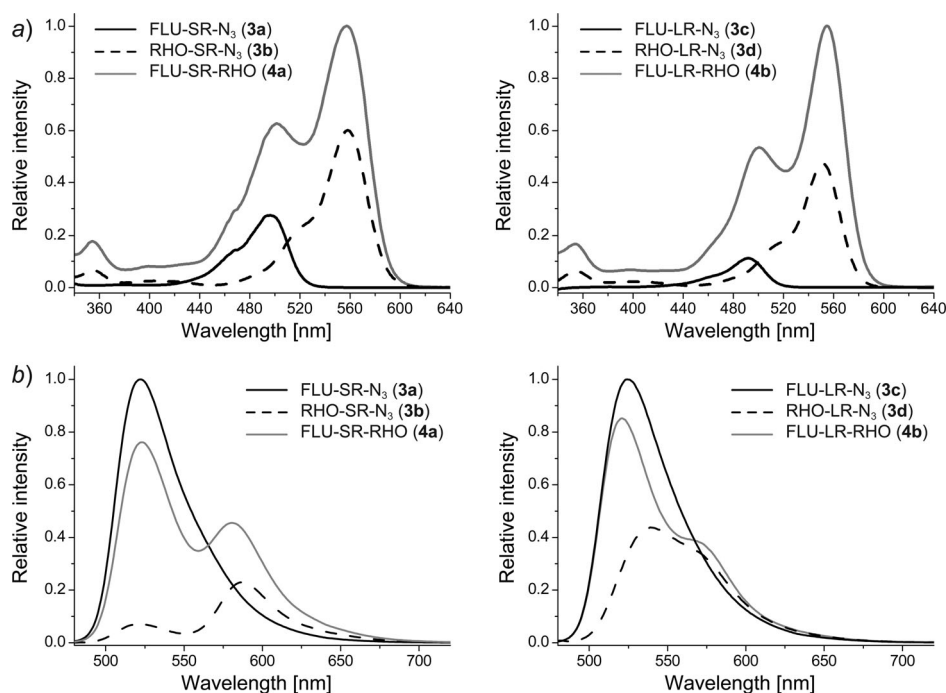 a)
1.0
0.8
0.6
0.4
0.2
0.0
Relative intensity
FLU-SR-N₃ (3a)
RHO-SR-N₃ (3b)
FLU-SR-RHO (4a)
340 400 460 520 560 600 640
Wavelength [nm]
1.0
0.8
0.6
0.4
0.2
0.0
Relative intensity
FLU-LR-N₃ (3c)
RHO-LR-N₃ (3d)
FLU-LR-RHO (4b)
340 400 460 520 560 600 640
Wavelength [nm]
b)
1.0
0.8
0.6
0.4
0.2
0.0
Relative intensity
FLU-SR-N₃ (3a)
RHO-SR-N₃ (3b)
FLU-SR-RHO (4a)
500 550 600 650 700
Wavelength [nm]
1.0
0.8
0.6
0.4
0.2
0.0
Relative intensity
FLU-LR-N₃ (3c)
RHO-LR-N₃ (3d)
FLU-LR-RHO (4b)
500 550 600 650 700
Wavelength [nm]